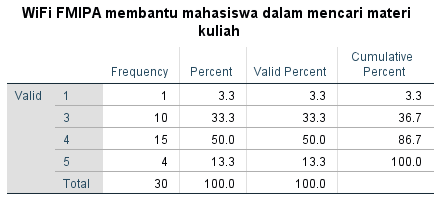 WiFi FMIPA membantu mahasiswa dalam mencari materi
kuliah
Frequency Percent Valid Percent Cumulative Percent
Valid 1 1 3.3 3.3 3.3
3 10 33.3 33.3 36.7
4 15 50.0 50.0 86.7
5 4 13.3 13.3 100.0
Total 30 100.0 100.0